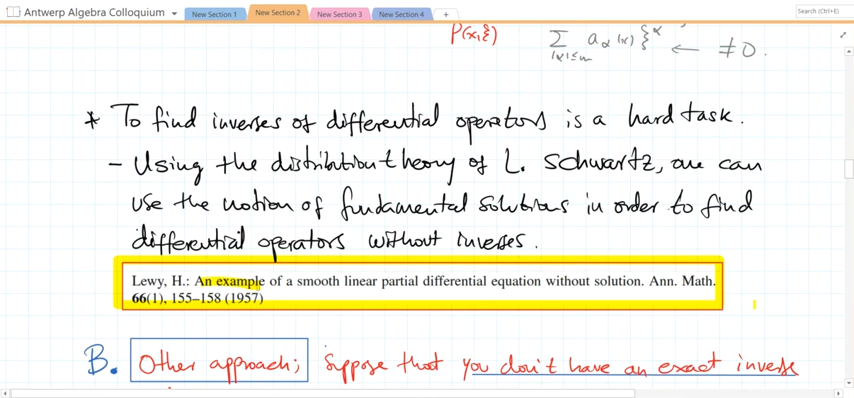 Antwerp Algebra Colloquium
New Section 1
New Section 2
New Section 3
New Section 4
+
Search (Ctrl+E)
P(x,ξ)
∑ aα(x) ξ^α ← ≠0.
|α|≤m
* To find inverses of differential operators is a hard task.
- Using the distribution theory of L. Schwartz, one can
use the notion of fundamental solutions in order to find
differential operators without inverses.
Lewy, H.: An example of a smooth linear partial differential equation without solution. Ann. Math.
66(1), 155–158 (1957)
B. Other approach; Suppose that you don't have an exact inverse